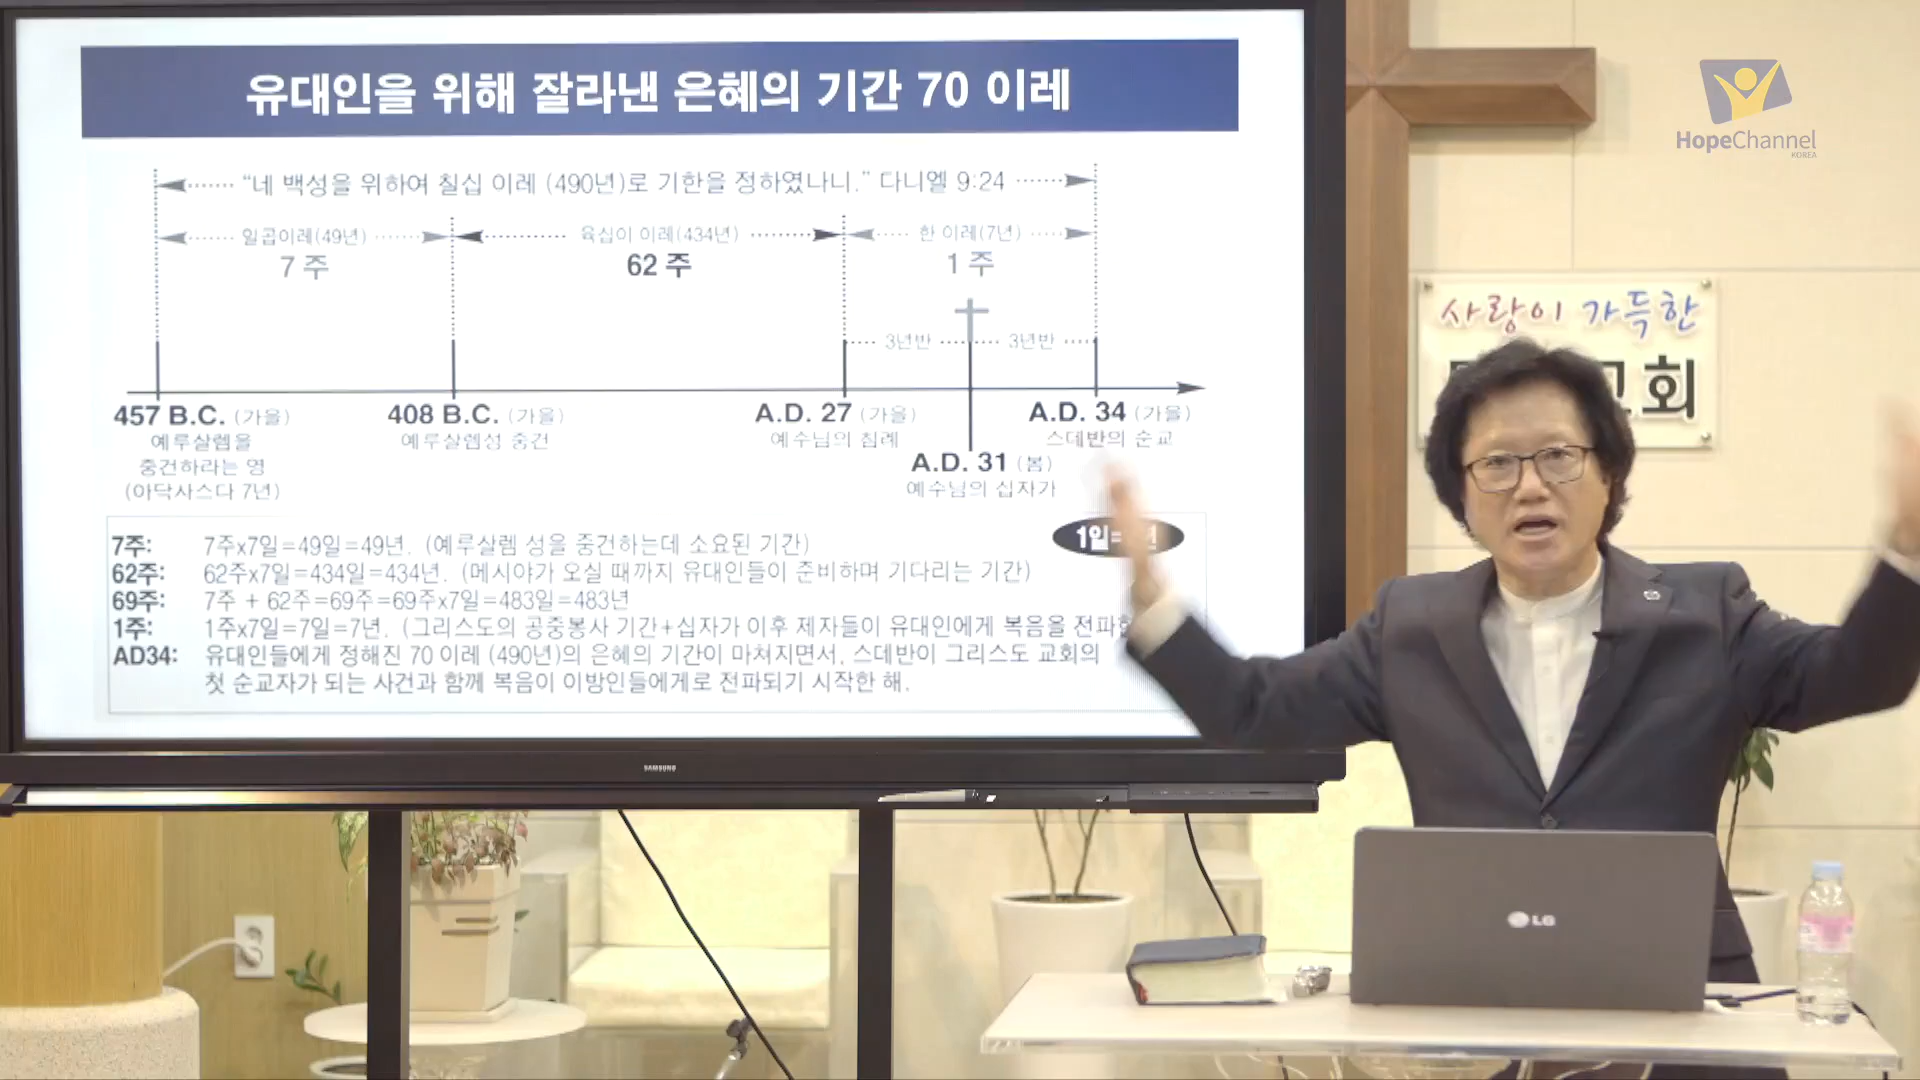 유대인을 위해 잘라낸 은혜의 기간 70 이레
"네 백성을 위하여 칠십 이레 (490년)로 기한을 정하였나니." 다니엘 9:24
일곱이레(49년)
육십이 이레(434년)
한 이레(7년)
7 주
62 주
1 주
3년반
3년반
457 B.C. (가을)
예루살렘을
중건하라는 영
(아닥사스다 7년)
408 B.C. (가을)
예루살렘성 중건
A.D. 27 (가을)
예수님의 침례
A.D. 31 (봄)
예수님의 십자가
A.D. 34 (가을)
스데반의 순교
1일=
7주: 7주x7일=49일=49년. (예루살렘 성을 중건하는데 소요된 기간)
62주: 62주x7일=434일=434년. (메시야가 오실 때까지 유대인들이 준비하며 기다리는 기간)
69주: 7주 + 62주=69주=69주x7일=483일=483년
1주: 1주x7일=7일=7년. (그리스도의 공중봉사 기간+십자가 이후 제자들이 유대인에게 복음을
AD34: 유대인들에게 정해진 70 이레 (490년)의 은혜의 기간이 마쳐지면서, 스데반이 그리스도 교회의
첫 순교자가 되는 사건과 함께 복음이 이방인들에게로 전파되기 시작한 해.
SAMSUNG
HopeChannel
KOREA
사랑이 가득한
교회
LG